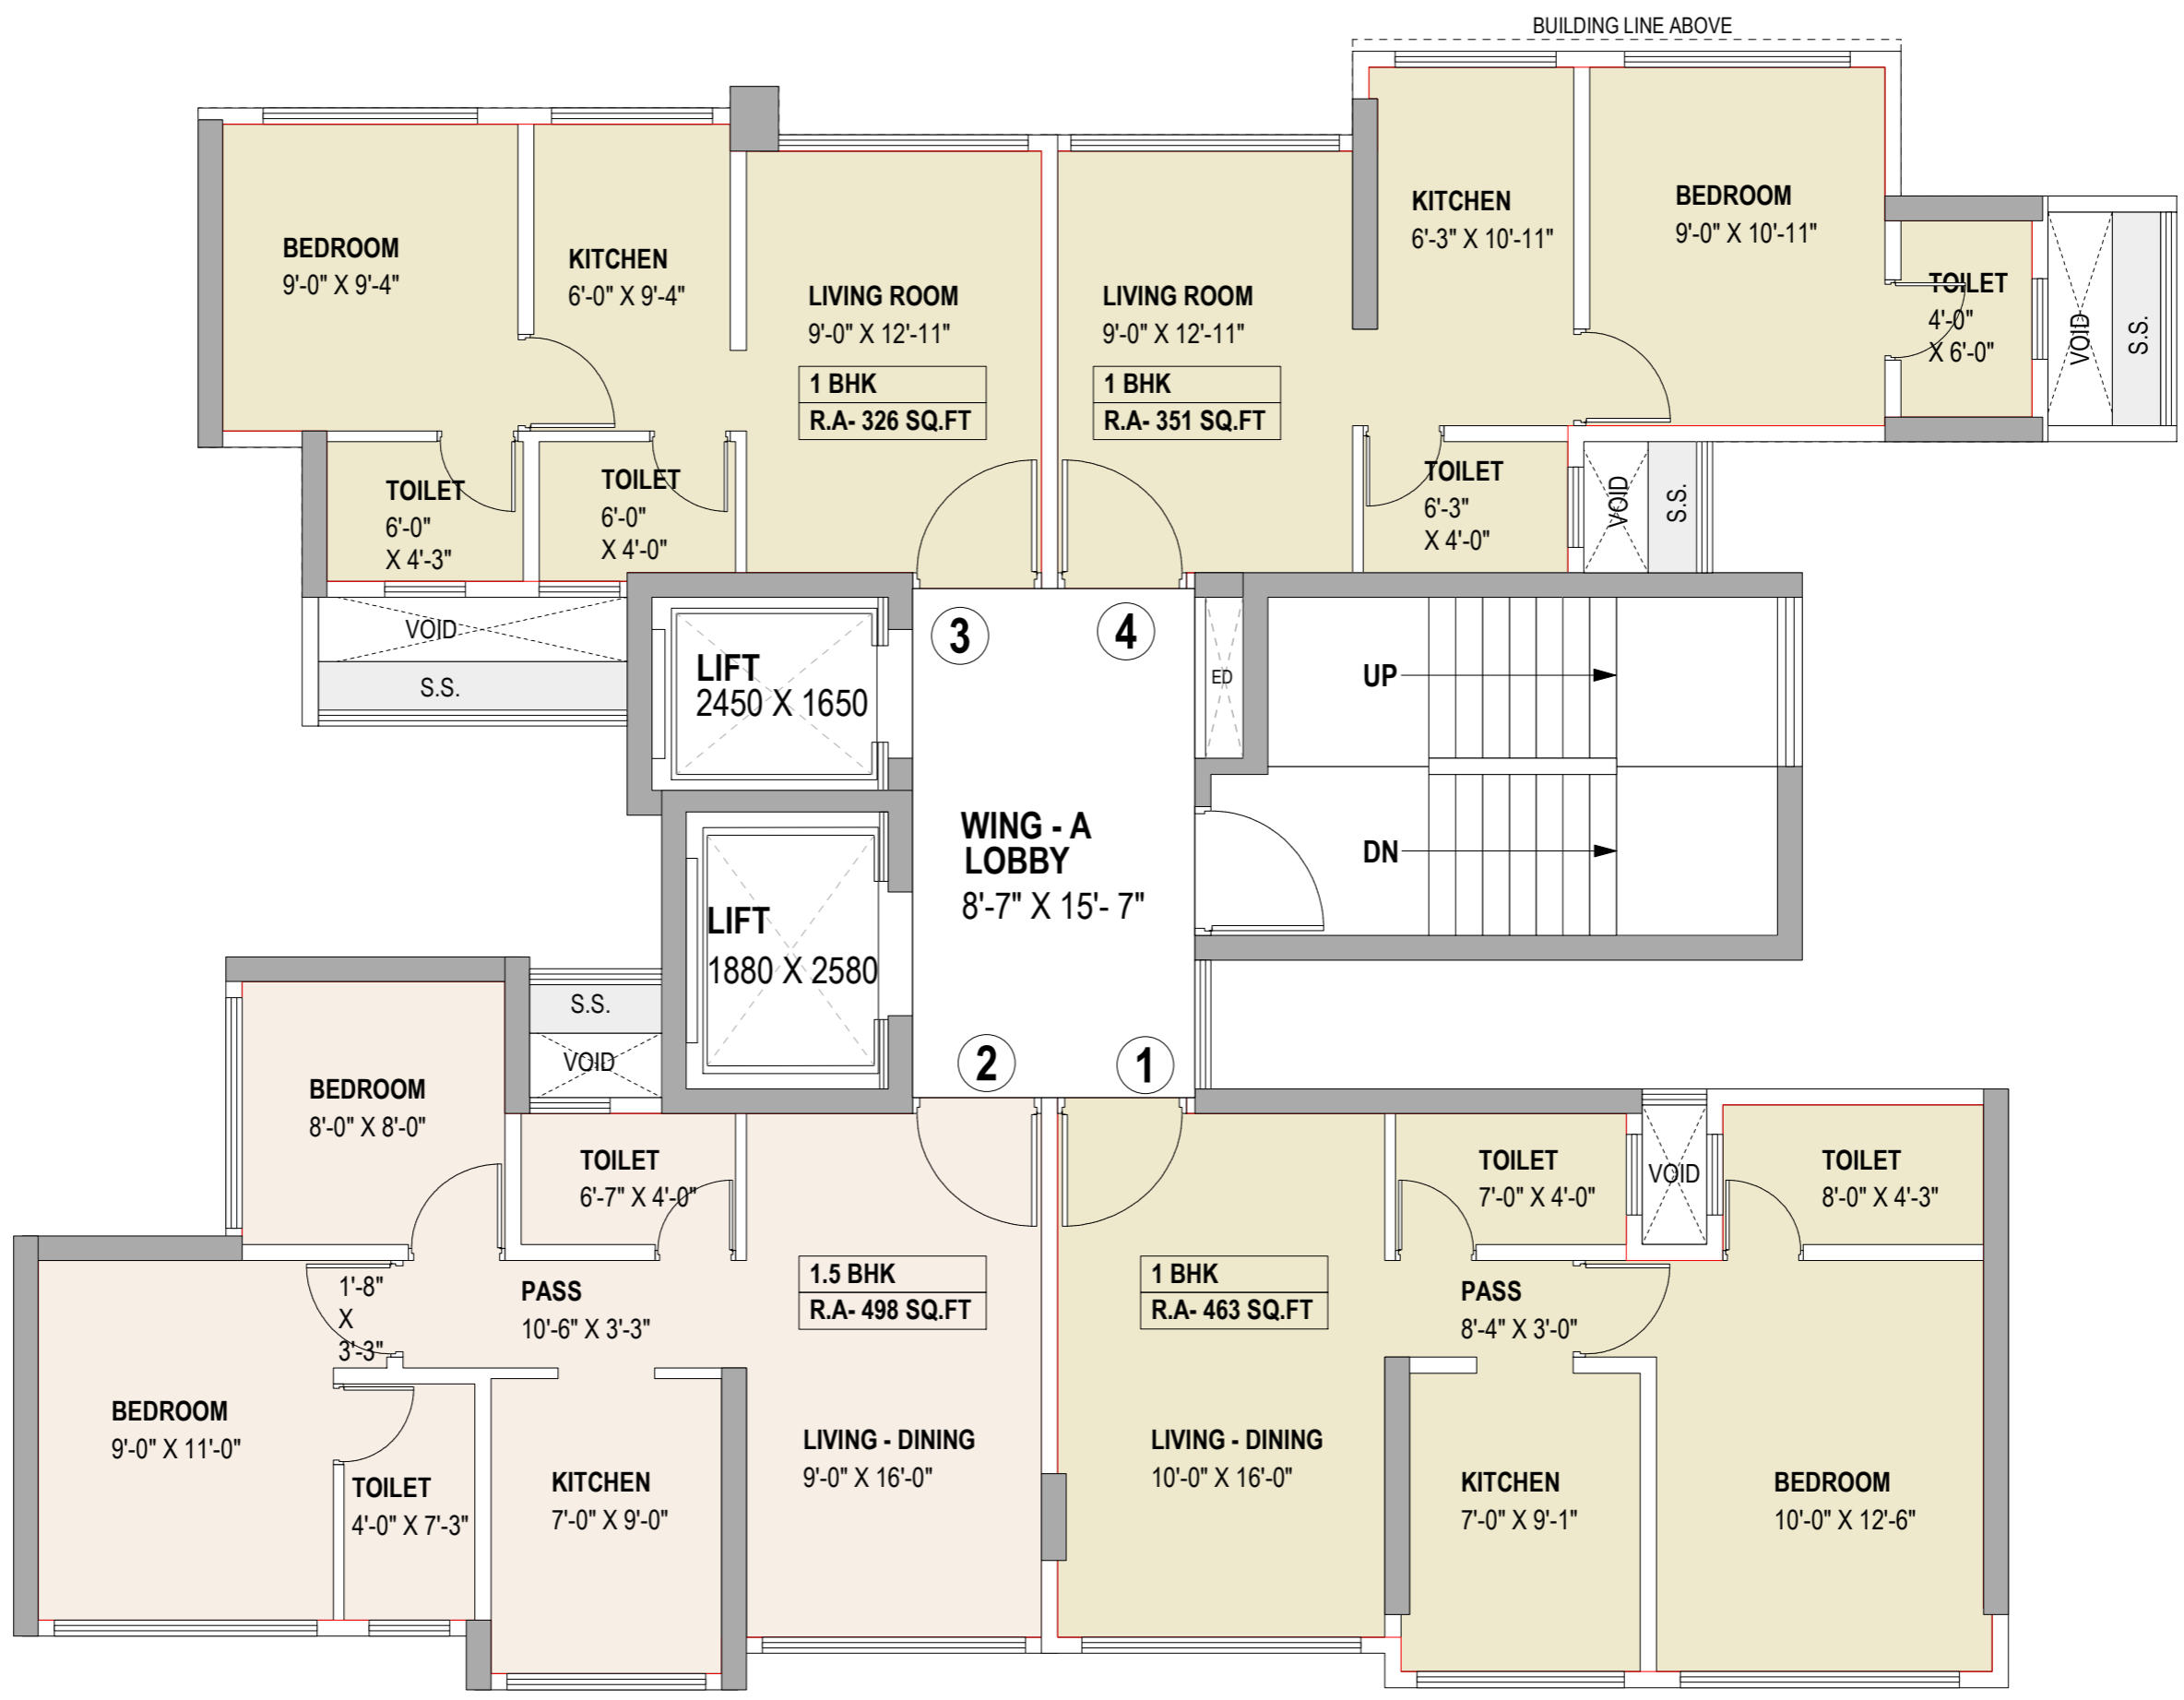 BUILDING LINE ABOVE
BEDROOM
9'-0" X 9'-4"
KITCHEN
6'-0" X 9'-4"
LIVING ROOM
9'-0" X 12'-11"
1 BHK
R.A- 326 SQ.FT
TOILET
6'-0"
X 4'-3"
TOILET
6'-0"
X 4'-0"
VOID
S.S.
LIVING ROOM
9'-0" X 12'-11"
1 BHK
R.A- 351 SQ.FT
KITCHEN
6'-3" X 10'-11"
BEDROOM
9'-0" X 10'-11"
TOILET
4'-0"
X 6'-0"
VOID
S.S.
TOILET
6'-3"
X 4'-0"
VOID
S.S.
3
4
LIFT
2450 X 1650
ED
UP
DN
WING - A
LOBBY
8'-7" X 15'- 7"
LIFT
1880 X 2580
2
1
S.S.
VOID
BEDROOM
8'-0" X 8'-0"
TOILET
6'-7" X 4'-0"
1'-8"
X
3'-3"
PASS
10'-6" X 3'-3"
1.5 BHK
R.A- 498 SQ.FT
BEDROOM
9'-0" X 11'-0"
TOILET
4'-0" X 7'-3"
KITCHEN
7'-0" X 9'-0"
LIVING - DINING
9'-0" X 16'-0"
TOILET
7'-0" X 4'-0"
VOID
TOILET
8'-0" X 4'-3"
1 BHK
R.A- 463 SQ.FT
PASS
8'-4" X 3'-0"
LIVING - DINING
10'-0" X 16'-0"
KITCHEN
7'-0" X 9'-1"
BEDROOM
10'-0" X 12'-6"